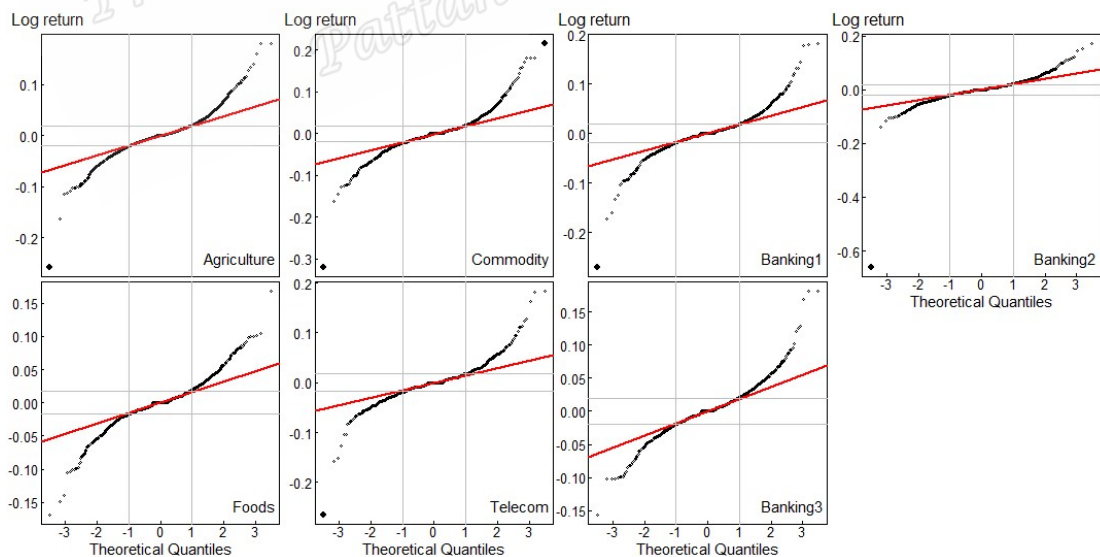 Log return
Log return
Log return
Log return
0.1
0.0
-0.1
-0.2
Agriculture
0.2
0.1
0.0
-0.1
-0.2
-0.3
Commodity
0.1
0.0
-0.1
-0.2
Banking1
0.2
0.0
-0.2
-0.4
-0.6
Banking2
-3 -2 -1 0 1 2 3
Theoretical Quantiles
0.15
0.10
0.05
0.00
-0.05
-0.10
-0.15
Foods
-3 -2 -1 0 1 2 3
Theoretical Quantiles
0.2
0.1
0.0
-0.1
-0.2
Telecom
-3 -2 -1 0 1 2 3
Theoretical Quantiles
0.15
0.10
0.05
0.00
-0.05
-0.10
-0.15
Banking3
-3 -2 -1 0 1 2 3
Theoretical Quantiles